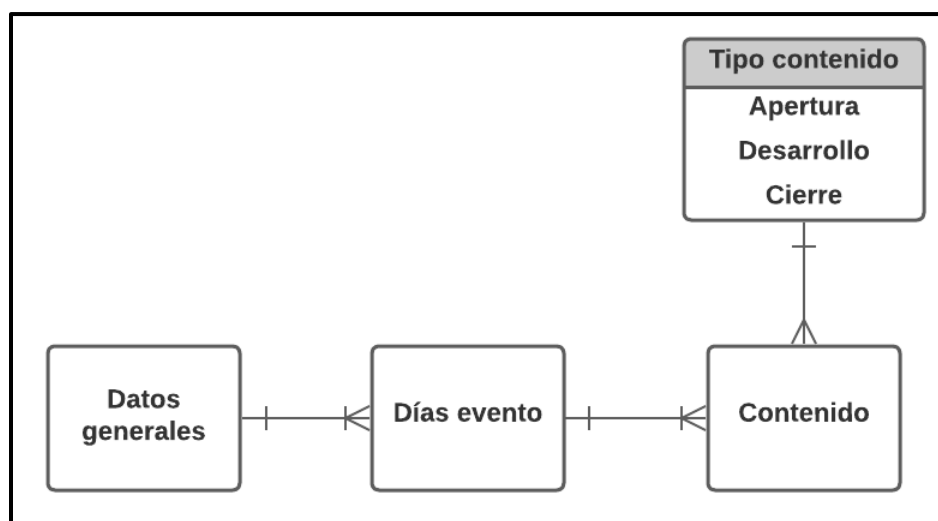 Tipo contenido
Apertura
Desarrollo
Cierre
Datos
generales
Días evento
Contenido